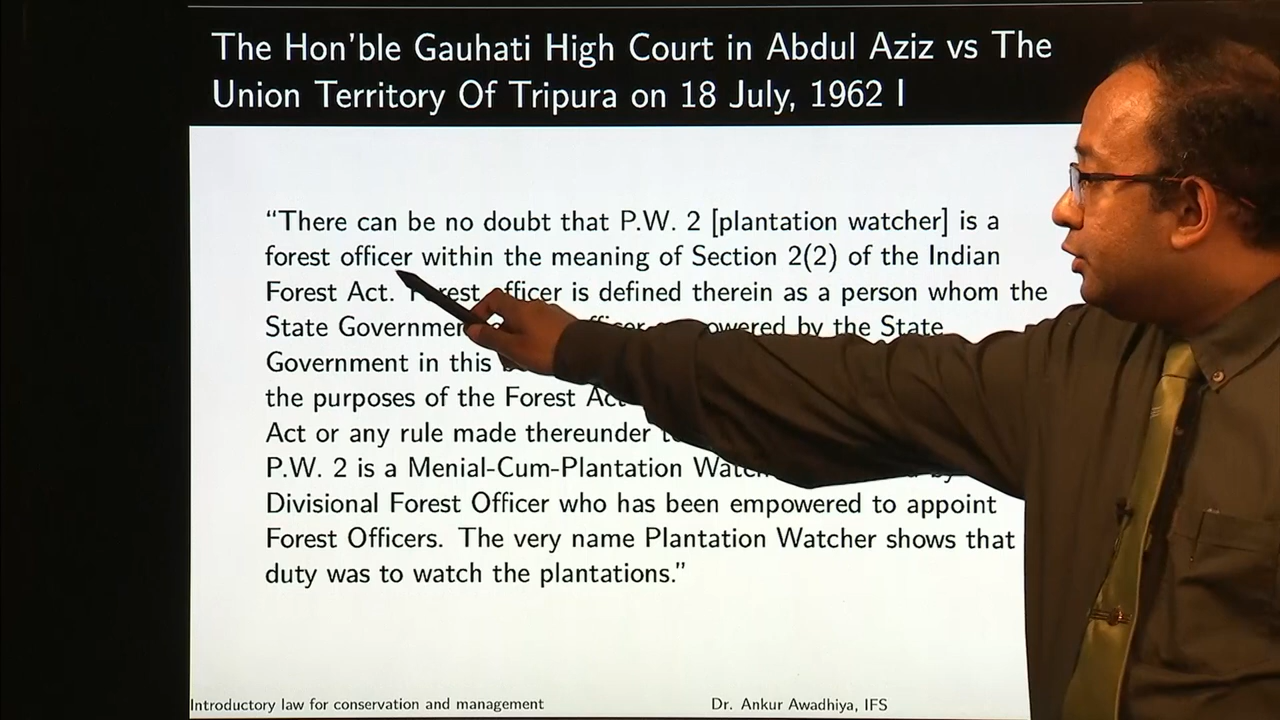 The Hon'ble Gauhati High Court in Abdul Aziz vs The
Union Territory Of Tripura on 18 July, 1962 I
“There can be no doubt that P.W. 2 [plantation watcher] is a
forest officer within the meaning of Section 2(2) of the Indian
Forest Act. officer is defined therein as a person whom the
State by the State
Government in this
the purposes of the Forest Act
Act or any rule made thereunder
P.W. 2 is a Menial-Cum-Plantation
Divisional Forest Officer who has been empowered to appoint
Forest Officers. The very name Plantation Watcher shows that
duty was to watch the plantations.”
Introductory law for conservation and management
Dr. Ankur Awadhiya, IFS